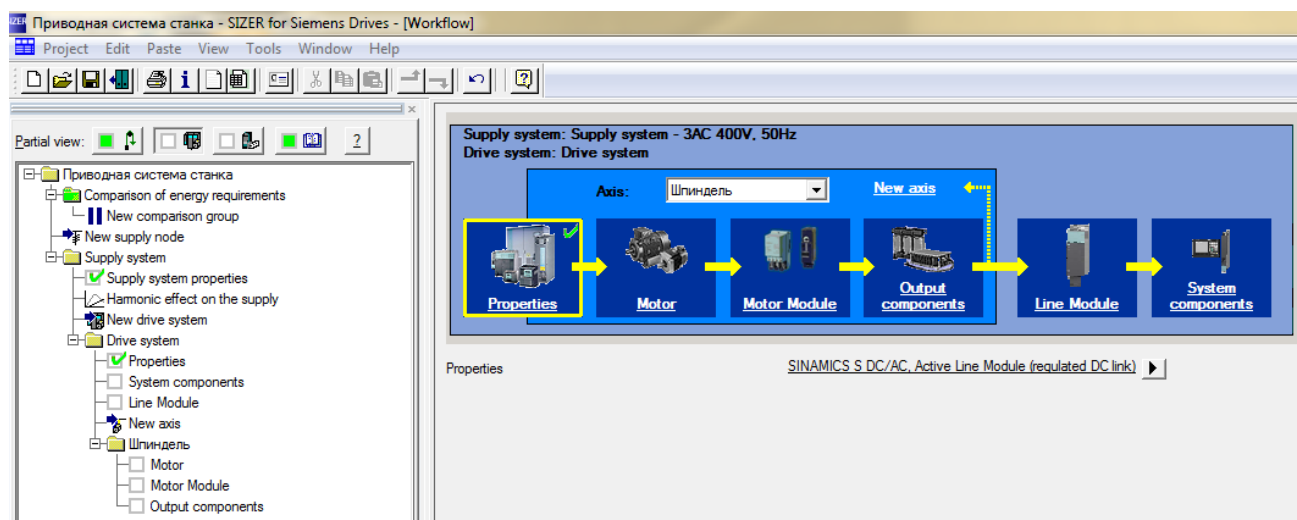 Приводная система станка - SIZER for Siemens Drives - [Workflow]
Project Edit Paste View Tools Window Help
Partial view:
?
Приводная система станка
Comparison of energy requirements
New comparison group
New supply node
Supply system
Supply system properties
Harmonic effect on the supply
New drive system
Drive system
Properties
System components
Line Module
New axis
Шпиндель
Motor
Motor Module
Output components
Supply system: Supply system - 3AC 400V, 50Hz
Drive system: Drive system
Axis: Шпиндель New axis
Properties
Motor
Motor Module
Output
components
Line Module
System
components
Properties SINAMICS S DC/AC, Active Line Module (regulated DC link)